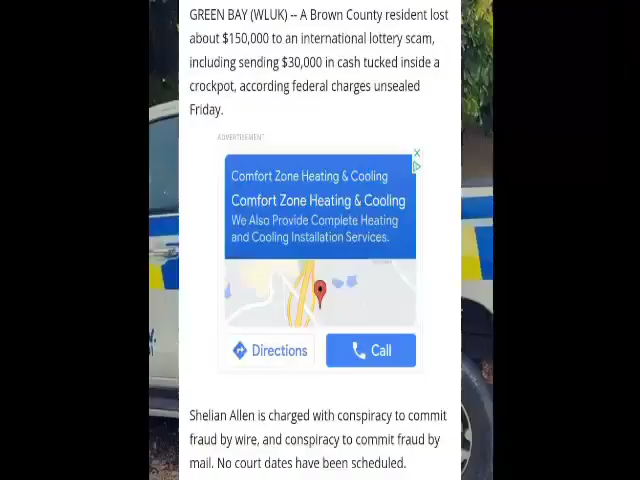 GREEN BAY (WLUK) -- A Brown County resident lost
about $150,000 to an international lottery scam,
including sending $30,000 in cash tucked inside a
crockpot, according federal charges unsealed
Friday.
ADVERTISEMENT
Comfort Zone Heating & Cooling
Comfort Zone Heating & Cooling
We Also Provide Complete Heating
and Cooling Installation Services.
Directions
Call
Shelian Allen is charged with conspiracy to commit
fraud by wire, and conspiracy to commit fraud by
mail. No court dates have been scheduled.